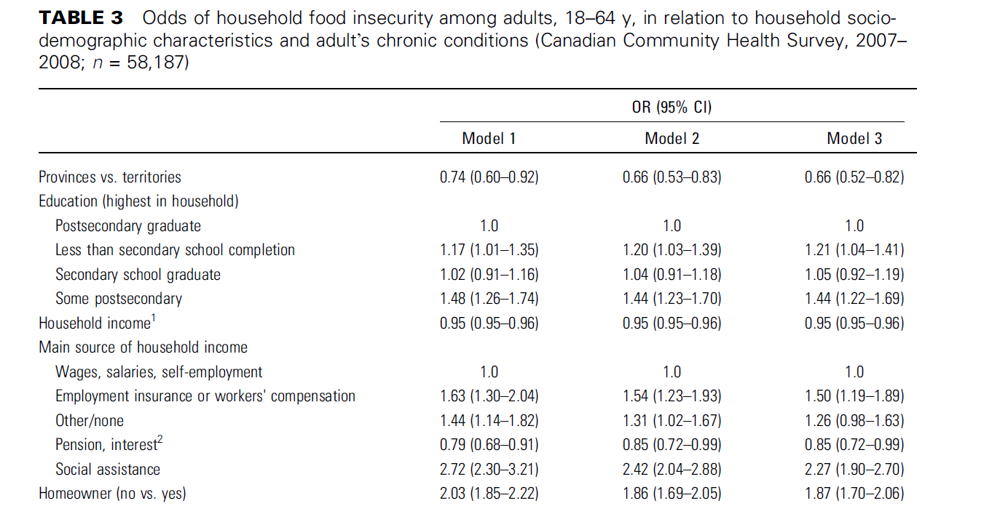 TABLE 3 Odds of household food insecurity among adults, 18–64 y, in relation to household socio-
demographic characteristics and adult's chronic conditions (Canadian Community Health Survey, 2007–
2008; n = 58,187)
OR (95% CI)
Model 1 Model 2 Model 3
Provinces vs. territories 0.74 (0.60–0.92) 0.66 (0.53–0.83) 0.66 (0.52–0.82)
Education (highest in household)
Postsecondary graduate 1.0 1.0 1.0
Less than secondary school completion 1.17 (1.01–1.35) 1.20 (1.03–1.39) 1.21 (1.04–1.41)
Secondary school graduate 1.02 (0.91–1.16) 1.04 (0.91–1.18) 1.05 (0.92–1.19)
Some postsecondary 1.48 (1.26–1.74) 1.44 (1.23–1.70) 1.44 (1.22–1.69)
Household income1 0.95 (0.95–0.96) 0.95 (0.95–0.96) 0.95 (0.95–0.96)
Main source of household income
Wages, salaries, self-employment 1.0 1.0 1.0
Employment insurance or workers' compensation 1.63 (1.30–2.04) 1.54 (1.23–1.93) 1.50 (1.19–1.89)
Other/none 1.44 (1.14–1.82) 1.31 (1.02–1.67) 1.26 (0.98–1.63)
Pension, interest2 0.79 (0.68–0.91) 0.85 (0.72–0.99) 0.85 (0.72–0.99)
Social assistance 2.72 (2.30–3.21) 2.42 (2.04–2.88) 2.27 (1.90–2.70)
Homeowner (no vs. yes) 2.03 (1.85–2.22) 1.86 (1.69–2.05) 1.87 (1.70–2.06)